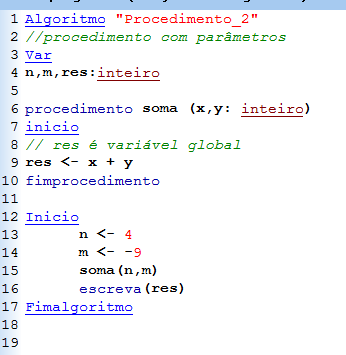 1 Algoritmo "Procedimento_2"
2 //procedimento com parâmetros
3 Var
4 n,m,res:inteiro
5
6 procedimento soma (x,y: inteiro)
7 inicio
8 // res é variável global
9 res <- x + y
10 fimprocedimento
11
12 Inicio
13 n <- 4
14 m <- -9
15 soma(n,m)
16 escreva(res)
17 Fimalgoritmo
18
19